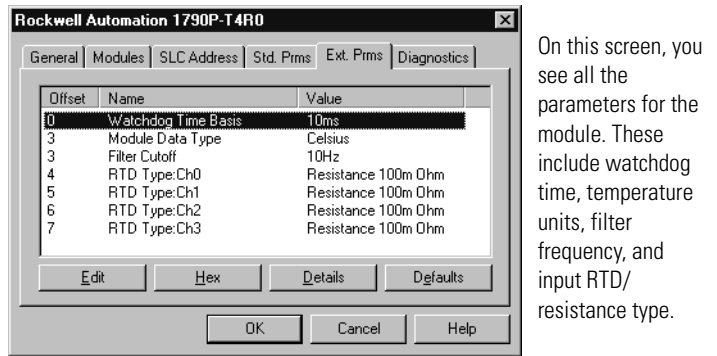 Rockwell Automation 1790P-T4R0
General Modules SLC Address Std. Prms Ext. Prms Diagnostics
Offset Name Value
0 Watchdog Time Basis 10ms
3 Module Data Type Celsius
3 Filter Cutoff 10Hz
4 RTD Type:Ch0 Resistance 100m Ohm
5 RTD Type:Ch1 Resistance 100m Ohm
6 RTD Type:Ch2 Resistance 100m Ohm
7 RTD Type:Ch3 Resistance 100m Ohm
Edit Hex Details Defaults
OK Cancel Help
On this screen, you
see all the
parameters for the
module. These
include watchdog
time, temperature
units, filter
frequency, and
input RTD/
resistance type.